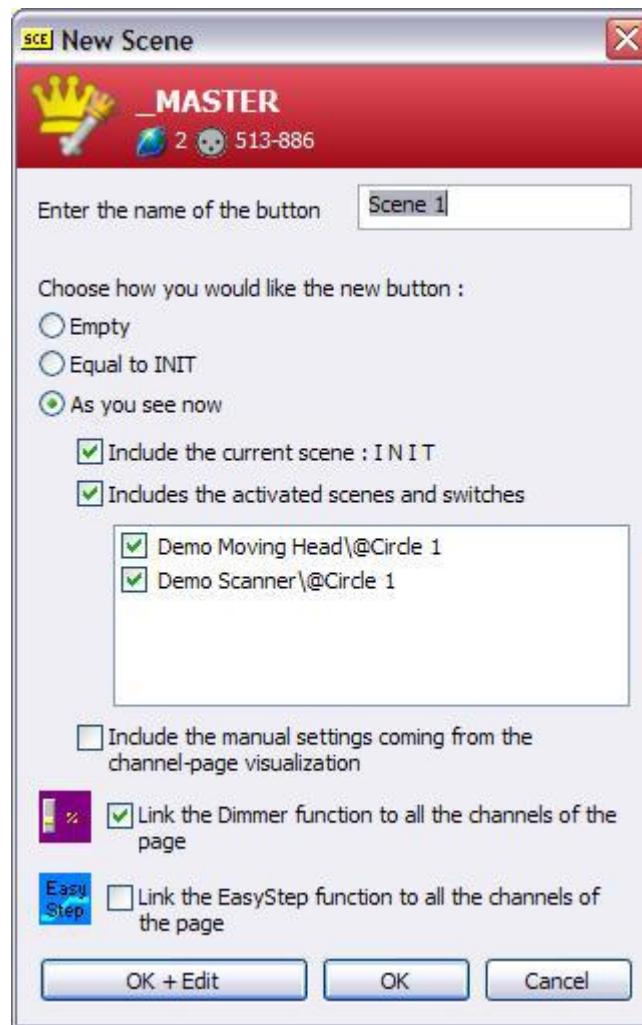 SCE New Scene
_MASTER
2 513-886
Enter the name of the button Scene 1
Choose how you would like the new button :
Empty
Equal to INIT
As you see now
Include the current scene : I N I T
Includes the activated scenes and switches
Demo Moving Head\@Circle 1
Demo Scanner\@Circle 1
Include the manual settings coming from the
channel-page visualization
% Link the Dimmer function to all the channels of the
page
Easy
Step
Link the EasyStep function to all the channels of
the page
OK + Edit OK Cancel